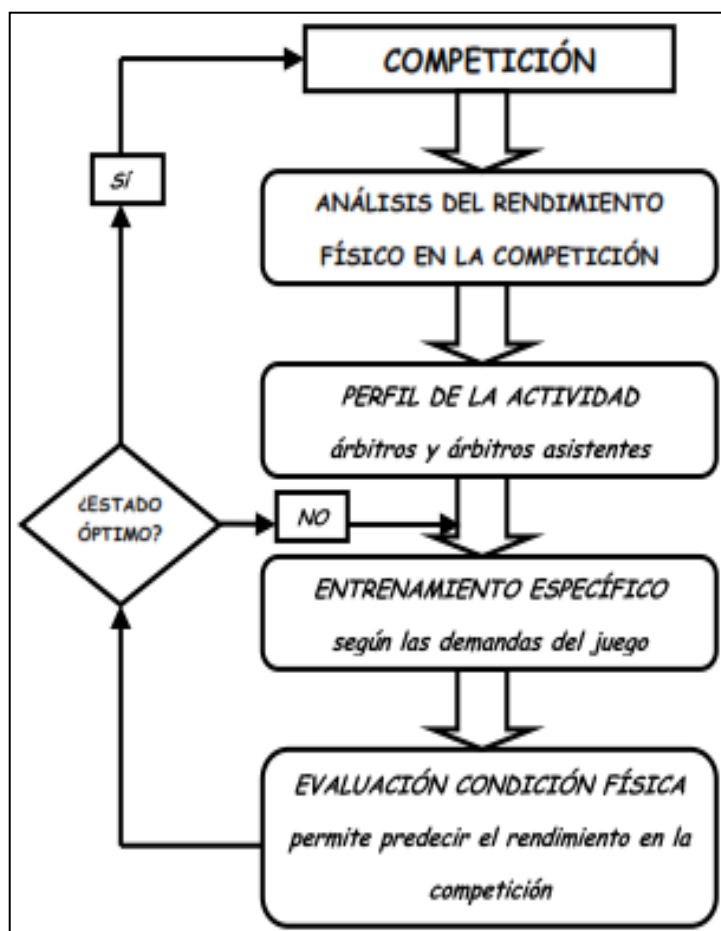 COMPETICIÓN
SÍ
ANÁLISIS DEL RENDIMIENTO
FÍSICO EN LA COMPETICIÓN
PERFIL DE LA ACTIVIDAD
árbitros y árbitros asistentes
¿ESTADO
ÓPTIMO?
NO
ENTRENAMIENTO ESPECÍFICO
según las demandas del juego
EVALUACIÓN CONDICIÓN FÍSICA
permite predecir el rendimiento en la
competición